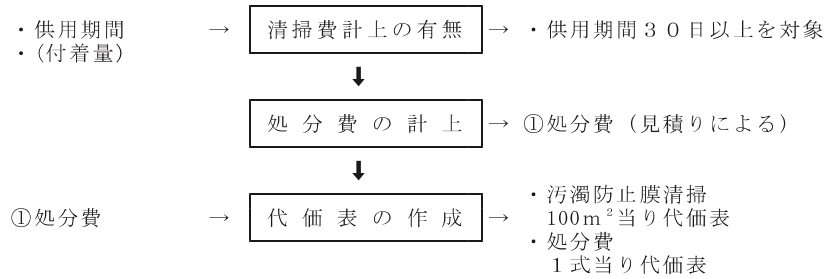 ・供用期間 → 清掃費計上の有無 → ・供用期間30日以上を対象
・(付着量)
⬇
処分費の計上 → ①処分費(見積りによる)
⬇
①処分費 → 代価表の作成 → ・汚濁防止膜清掃
100m²当り代価表
・処分費
1式当り代価表